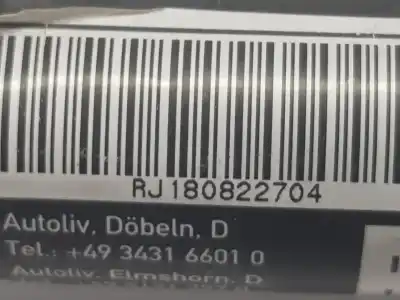 RJ180822704
Autoliv, Döbeln, D
Tel.: +49 3431 6601 0
Autoliv, Elmshorn, D